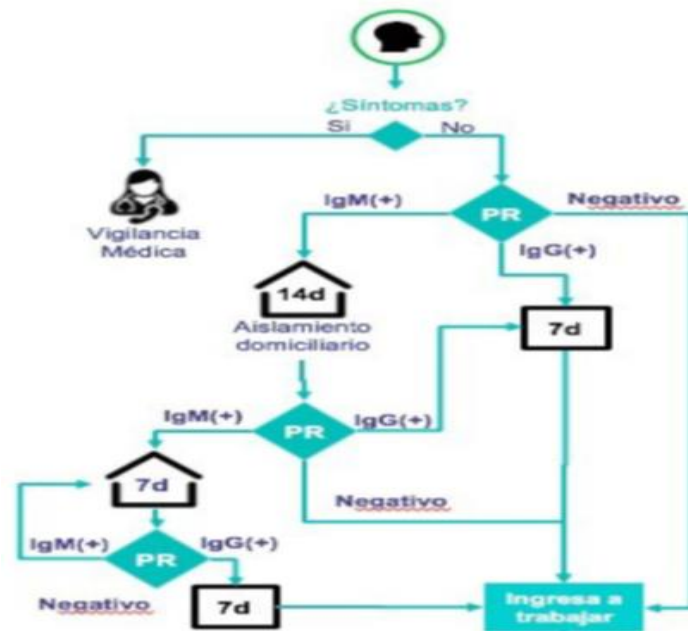 ¿Síntomas?
Si
No
Vigilancia
Médica
IgM(+)
PR
Negativo
IgG(+)
14d
Aislamiento
domiciliario
7d
IgM(+)
PR
IgG(+)
7d
Negativo
IgM(+)
PR
IgG(+)
Negativo
7d
Ingresa a
trabajar